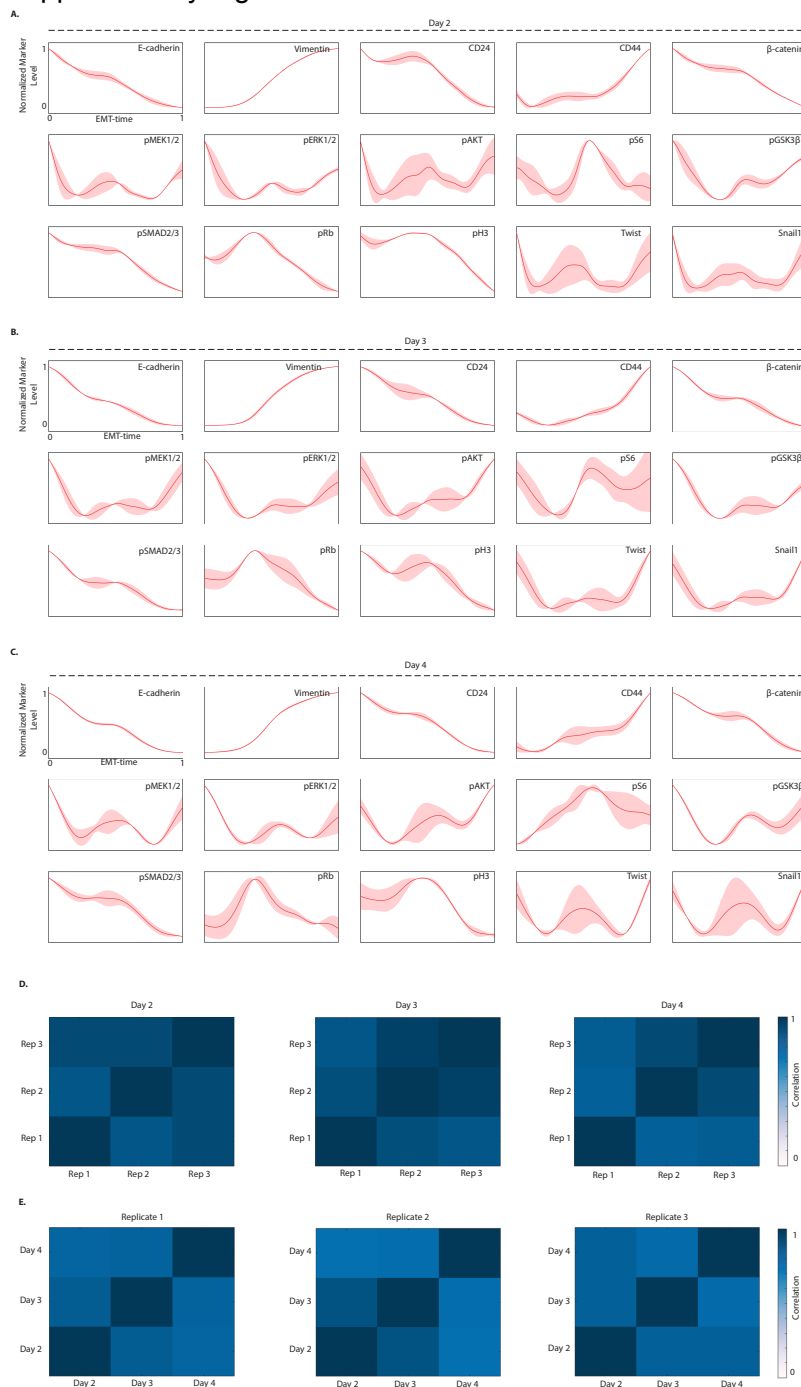 A.
Day 2
Normalized Marker
Level
1
0
E-cadherin
Vimentin
CD24
CD44
β-catenin
0
EMT-time
1
pMEK1/2
pERK1/2
pAKT
pS6
pGSK3β
pSMAD2/3
pRb
pH3
Twist
Snail1
B.
Day 3
Normalized Marker
Level
1
0
E-cadherin
Vimentin
CD24
CD44
β-catenin
0
EMT-time
1
pMEK1/2
pERK1/2
pAKT
pS6
pGSK3β
pSMAD2/3
pRb
pH3
Twist
Snail1
C.
Day 4
Normalized Marker
Level
1
0
E-cadherin
Vimentin
CD24
CD44
β-catenin
0
EMT-time
1
pMEK1/2
pERK1/2
pAKT
pS6
pGSK3β
pSMAD2/3
pRb
pH3
Twist
Snail1
D.
Day 2
Day 3
Day 4
Rep 3
Rep 2
Rep 1
Rep 1
Rep 2
Rep 3
Rep 3
Rep 2
Rep 1
Rep 1
Rep 2
Rep 3
Rep 3
Rep 2
Rep 1
Rep 1
Rep 2
Rep 3
1
Correlation
0
E.
Replicate 1
Replicate 2
Replicate 3
Day 4
Day 3
Day 2
Day 2
Day 3
Day 4
Day 4
Day 3
Day 2
Day 2
Day 3
Day 4
Day 4
Day 3
Day 2
Day 2
Day 3
Day 4
1
Correlation
0